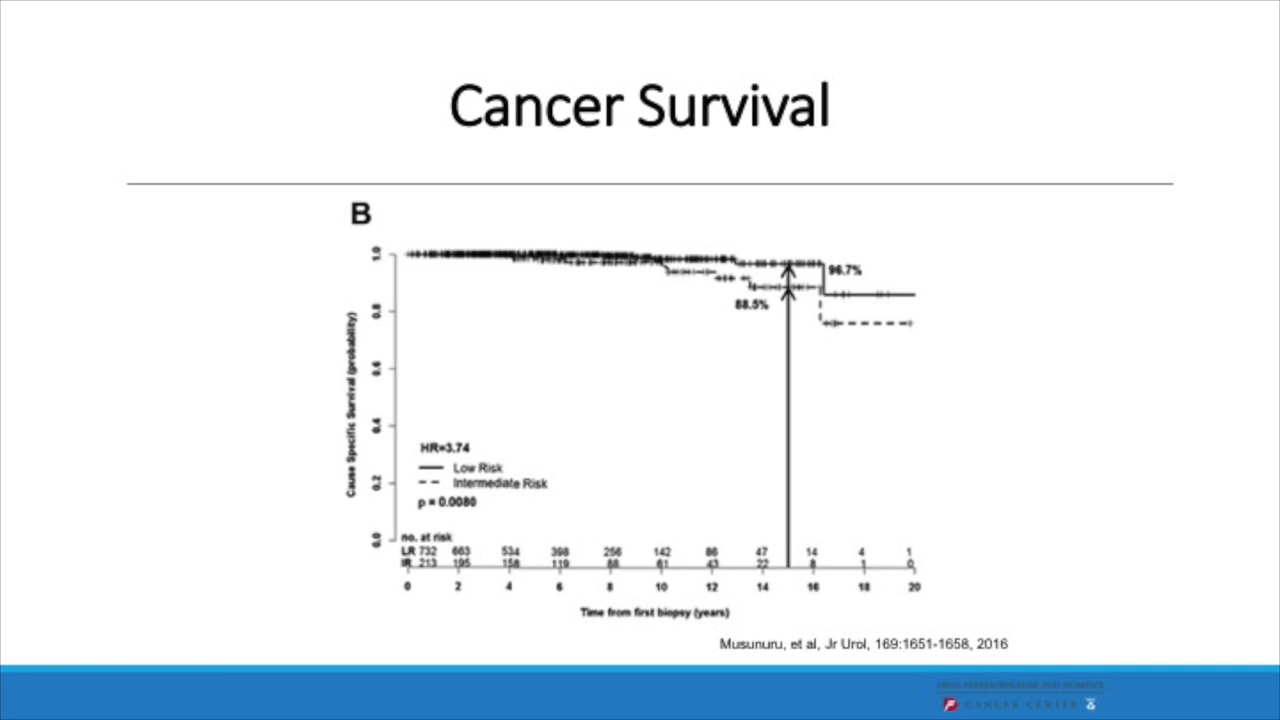 Cancer Survival
B
1.0
0.8
0.6
0.4
0.2
0.0
Cause Specific Survival (probability)
96.7%
88.5%
HR=3.74
Low Risk
Intermediate Risk
p = 0.0080
no. at risk
LR 732 663 534 398 256 142 86 47 14 4 1
IR 213 195 158 119 88 61 43 22 8 1 0
0 2 4 6 8 10 12 14 16 18 20
Time from first biopsy (years)
Musunuru, et al, Jr Urol, 169:1651-1658, 2016
CANCER CENTER